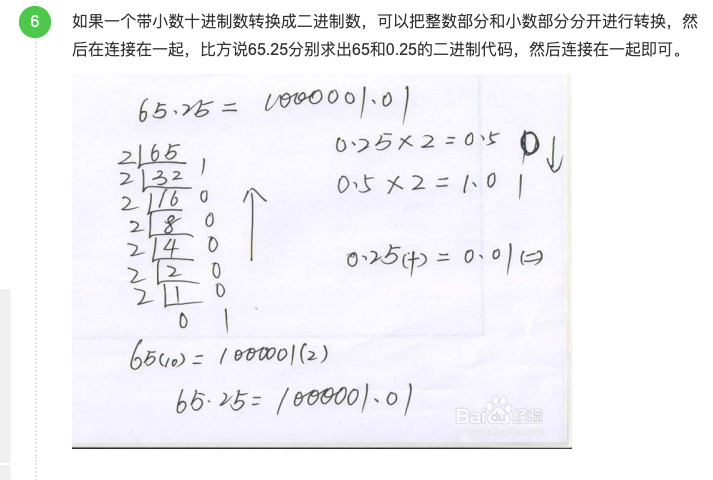 6
如果一个带小数十进制数转换成二进制数，可以把整数部分和小数部分分开进行转换，然
后在连接在一起，比方说65.25分别求出65和0.25的二进制代码，然后连接在一起即可。
65.25 = 1000001.01
2 65
2 32 1
2 16 0
2 8 0
2 4 0
2 2 0
2 1 0
0 1
0.25×2=0.5 0
0.5×2=1.0 1
0.25(十) = 0.01(二)
65(10) = 1000001(2)
65.25 = 1000001.01
Baidu 经验